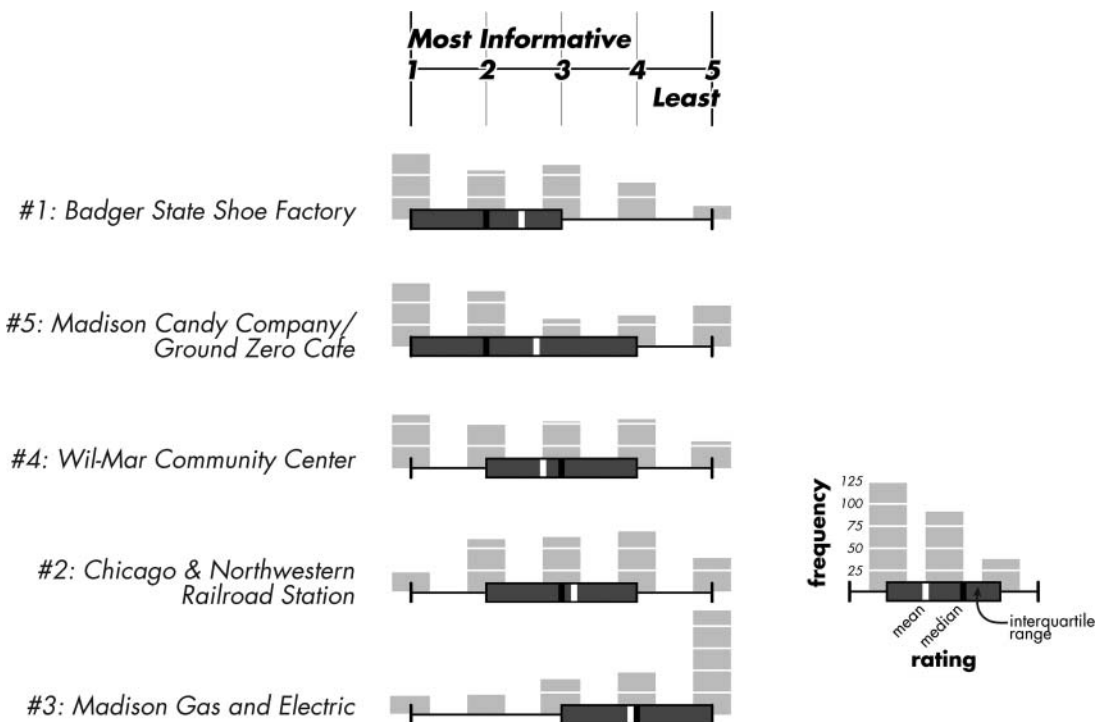 Most Informative
1 2 3 4 5
Least
#1: Badger State Shoe Factory
#5: Madison Candy Company/
Ground Zero Cafe
#4: Wil-Mar Community Center
#2: Chicago & Northwestern
Railroad Station
#3: Madison Gas and Electric
frequency
125
100
75
50
25
mean
median
interquartile
range
rating